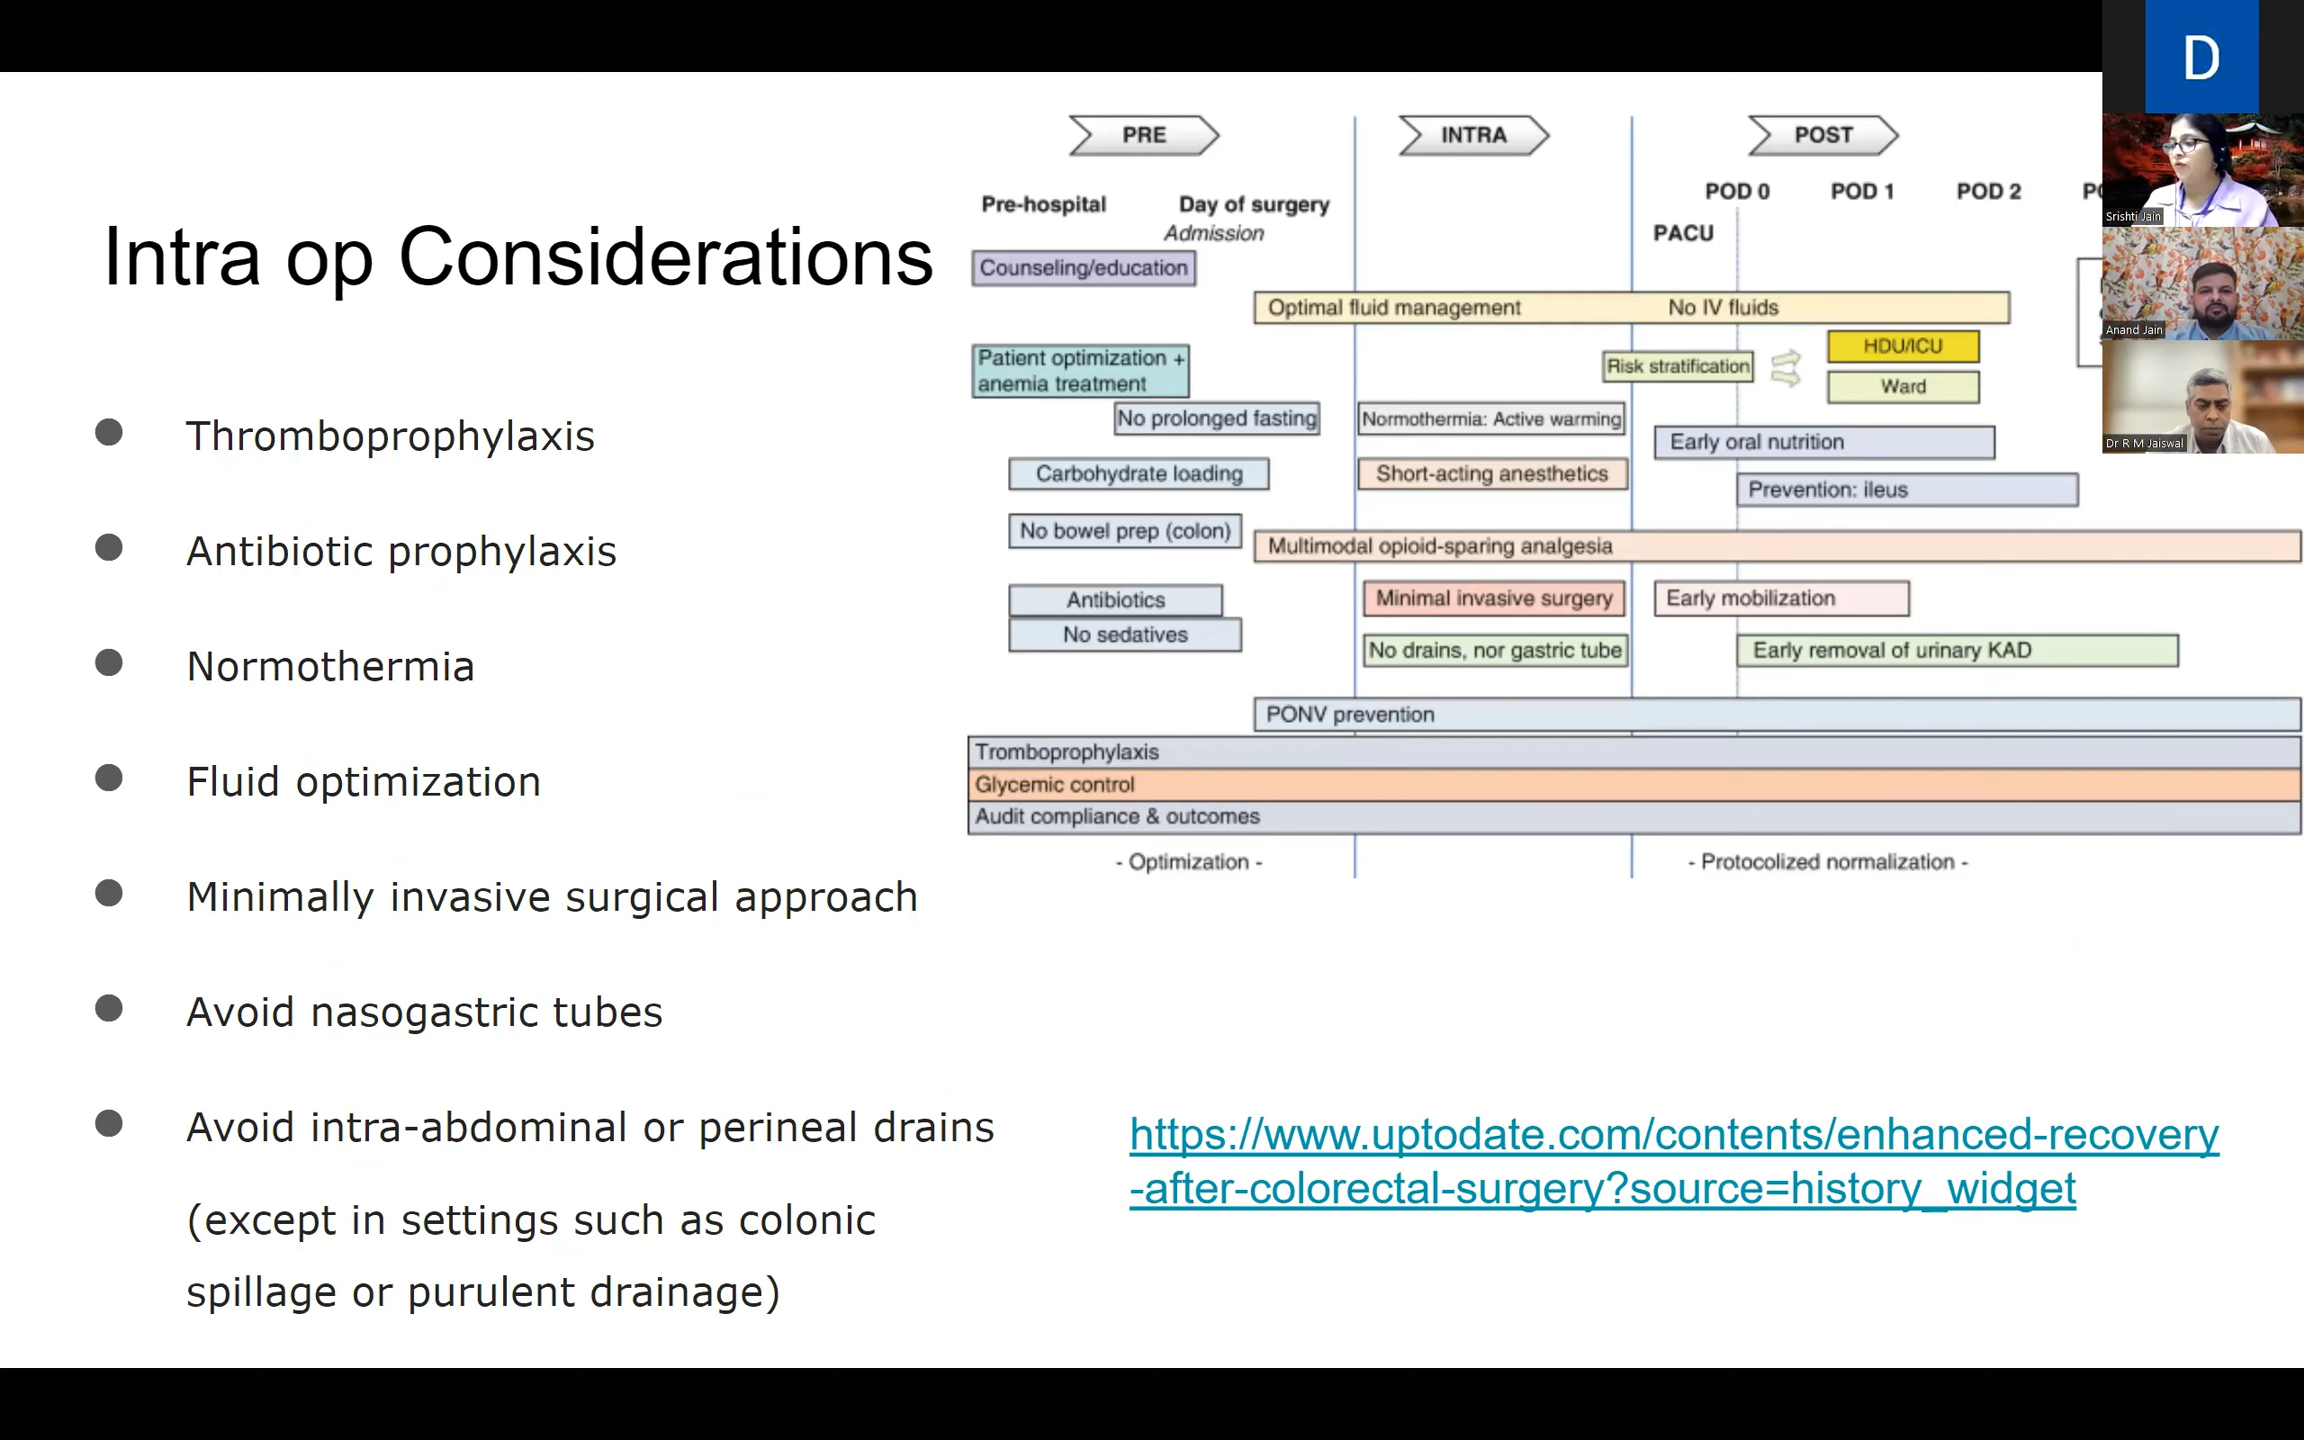 D
Srishti Jain
Anand Jain
Dr R M Jaiswal
Intra op Considerations
Thromboprophylaxis
Antibiotic prophylaxis
Normothermia
Fluid optimization
Minimally invasive surgical approach
Avoid nasogastric tubes
Avoid intra-abdominal or perineal drains
(except in settings such as colonic
spillage or purulent drainage)
PRE
INTRA
POST
Pre-hospital
Day of surgery
Admission
PACU
POD 0
POD 1
POD 2
Counseling/education
Optimal fluid management
No IV fluids
Patient optimization +
anemia treatment
Risk stratification
HDU/ICU
Ward
No prolonged fasting
Normothermia: Active warming
Early oral nutrition
Carbohydrate loading
Short-acting anesthetics
Prevention: ileus
No bowel prep (colon)
Multimodal opioid-sparing analgesia
Antibiotics
Minimal invasive surgery
Early mobilization
No sedatives
No drains, nor gastric tube
Early removal of urinary KAD
PONV prevention
Tromboprophylaxis
Glycemic control
Audit compliance & outcomes
- Optimization -
- Protocolized normalization -
https://www.uptodate.com/contents/enhanced-recovery
-after-colorectal-surgery?source=history_widget